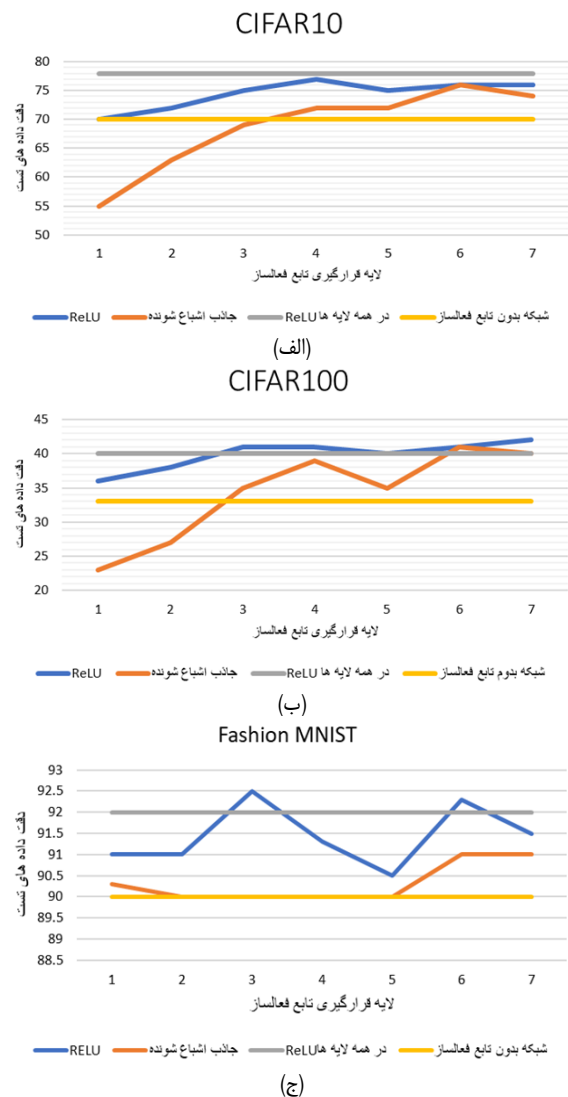 CIFAR10
80
75
70
65
60
55
50
دقت داده های تست
1 2 3 4 5 6 7
لایه قرارگیری تابع فعالساز
ReLU جاذب اشباع شونده در همه لایه ها ReLU شبکه بدون تابع فعالساز
(الف)
CIFAR100
45
40
35
30
25
20
دقت داده های تست
1 2 3 4 5 6 7
لایه قرارگیری تابع فعالساز
ReLU جاذب اشباع شونده در همه لایه ها ReLU شبکه بدوم تابع فعالساز
(ب)
Fashion MNIST
93
92.5
92
91.5
91
90.5
90
89.5
89
88.5
دقت داده های تست
1 2 3 4 5 6 7
لایه قرارگیری تابع فعالساز
RELU جاذب اشباع شونده در همه لایه هاReLU شبکه بدون تابع فعالساز
(ج)